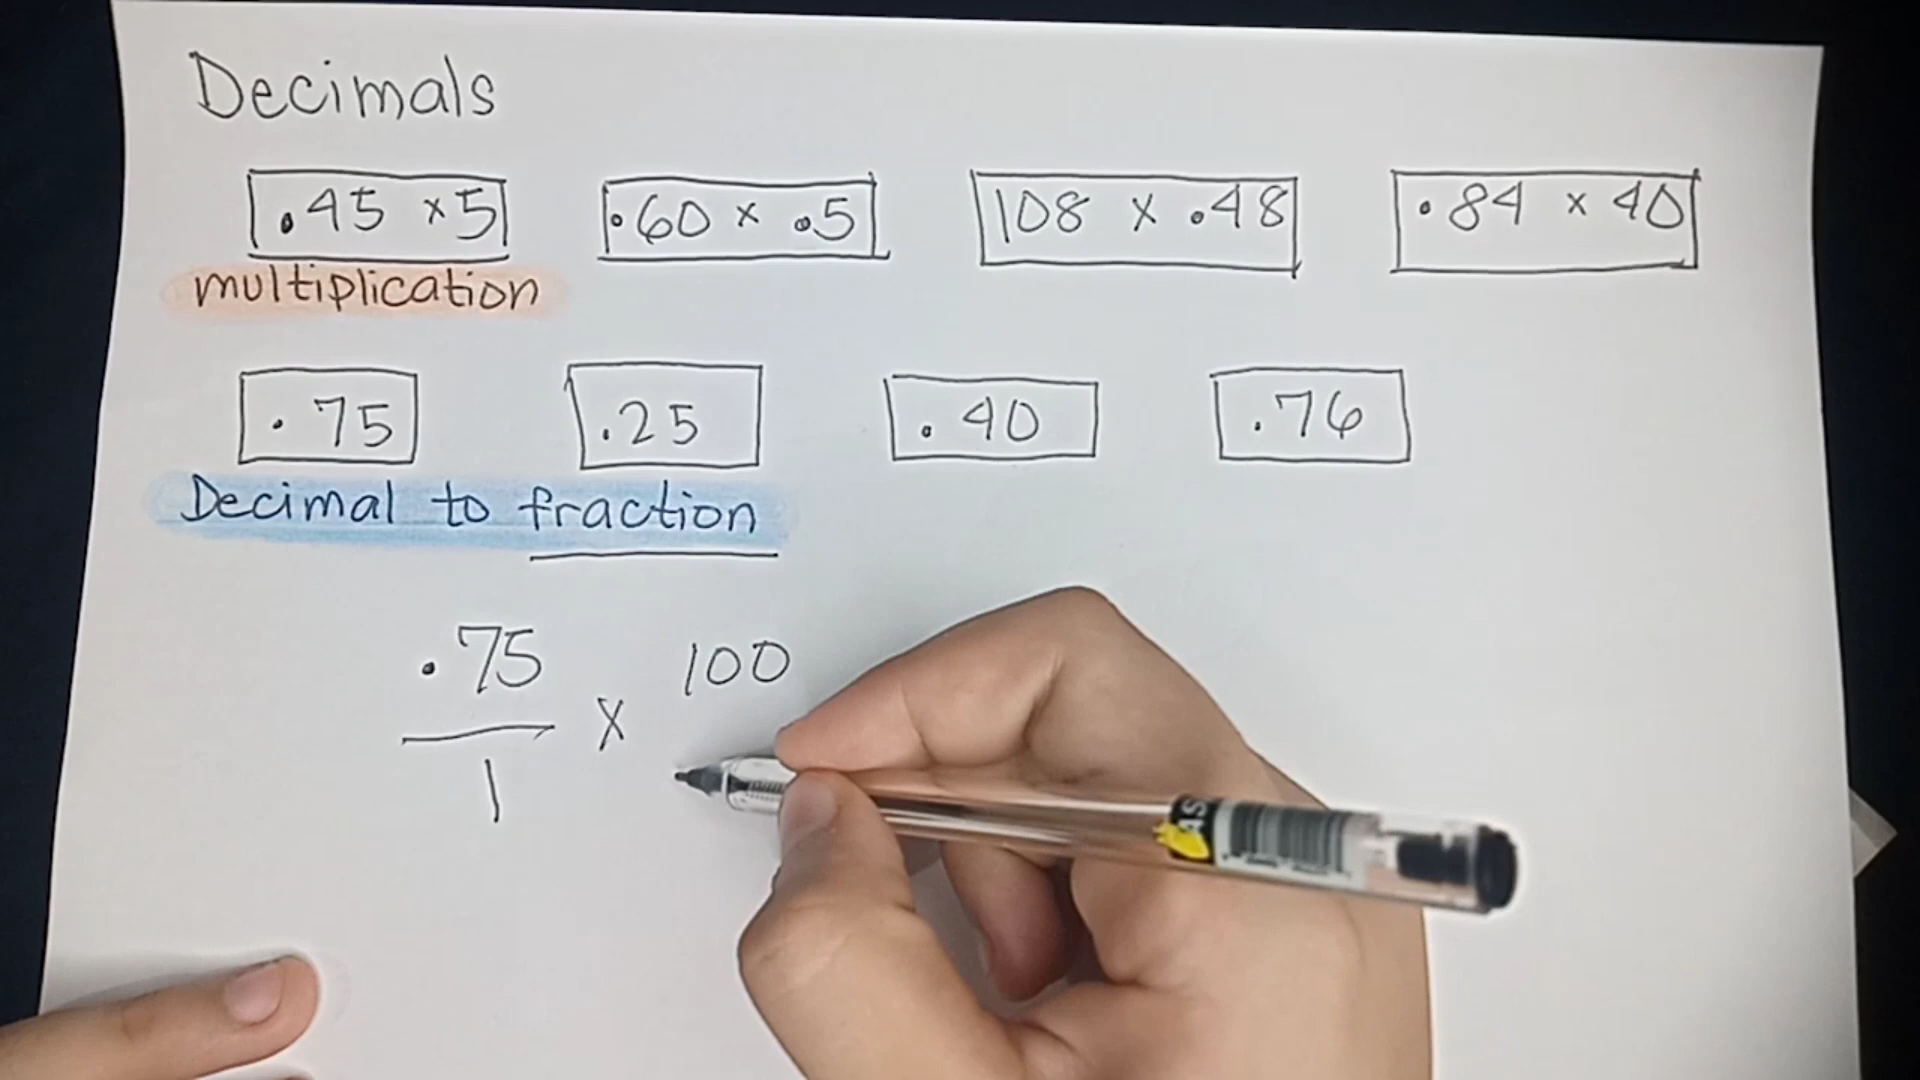 Decimals
.45 x 5 .60 x .5 108 x .48 .84 x 40
multiplication
.75 .25 .40 .76
Decimal to fraction
.75 x 100
1